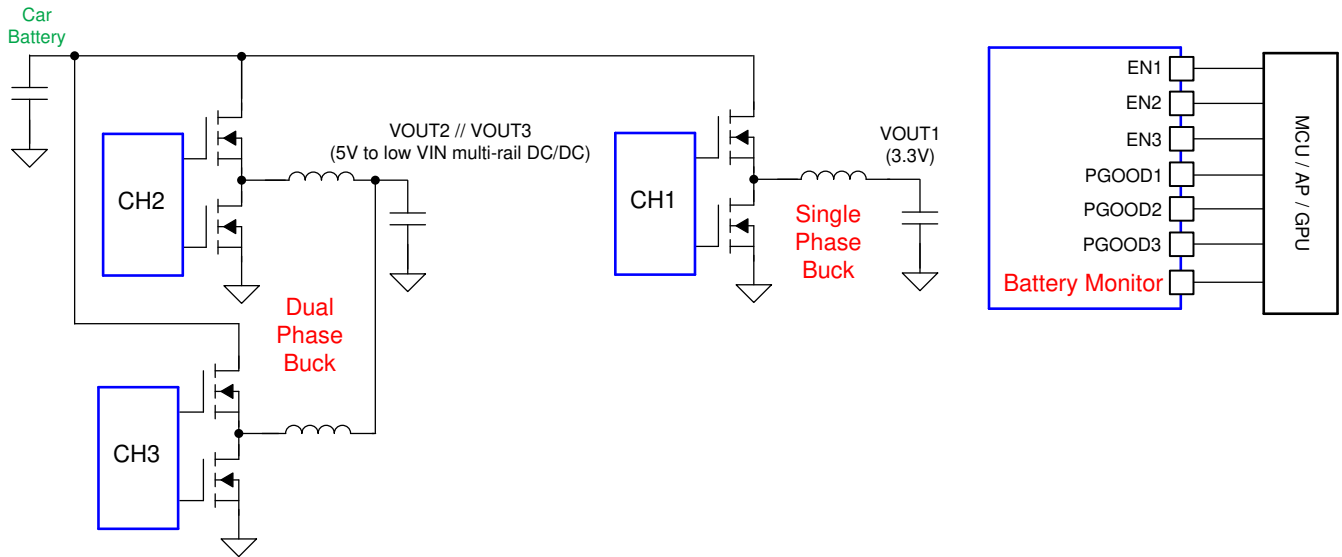 Car
Battery
CH2
VOUT2 // VOUT3
(5V to low VIN multi-rail DC/DC)
Dual
Phase
Buck
CH3
CH1
VOUT1
(3.3V)
Single
Phase
Buck
EN1
EN2
EN3
PGOOD1
PGOOD2
PGOOD3
Battery Monitor
MCU / AP / GPU